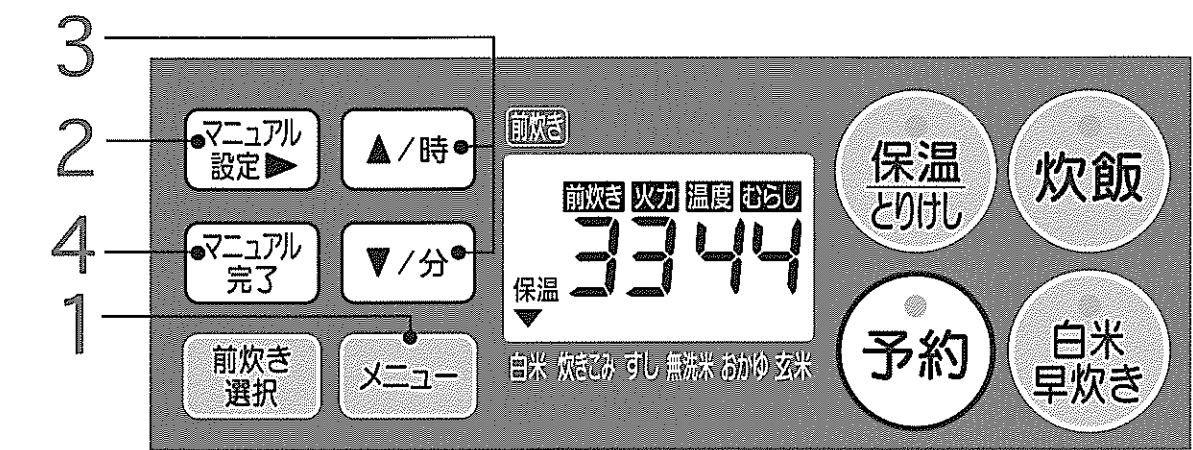 3
2
4
1
マニュアル
設定▶
▲/時
マニュアル
完了
▼/分
前炊き
選択
メニュー
前炊き
前炊き 火力 温度 むらし
3344
保温
▼
白米 炊きこみ すし 無洗米 おかゆ 玄米
保温
とりけし
炊飯
予約
白米
早炊き